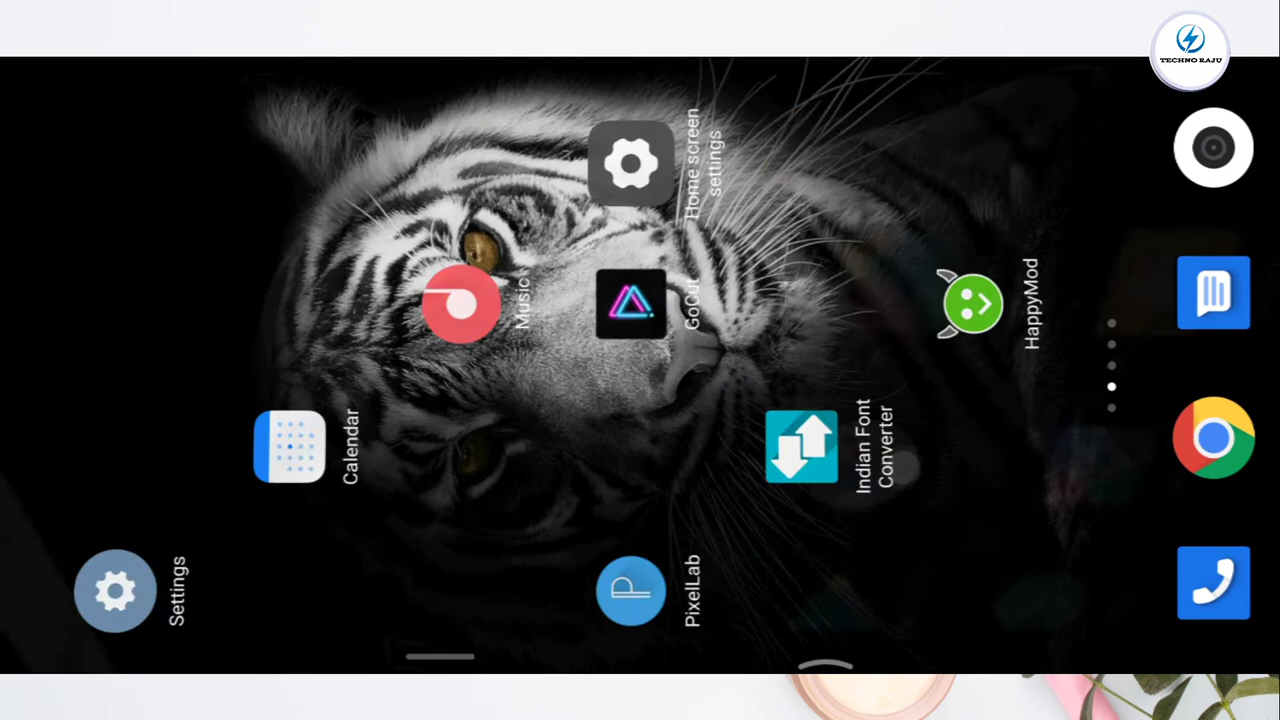 TECHNO RAJU
Settings
Calendar
Music
Home screen
settings
GoCut
PixelLab
Indian Font
Converter
HappyMod